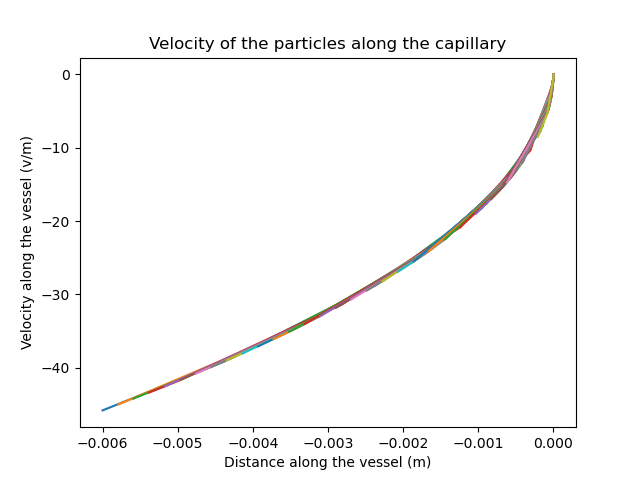 Velocity of the particles along the capillary
Velocity along the vessel (v/m)
0
−10
−20
−30
−40
−0.006 −0.005 −0.004 −0.003 −0.002 −0.001 0.000
Distance along the vessel (m)